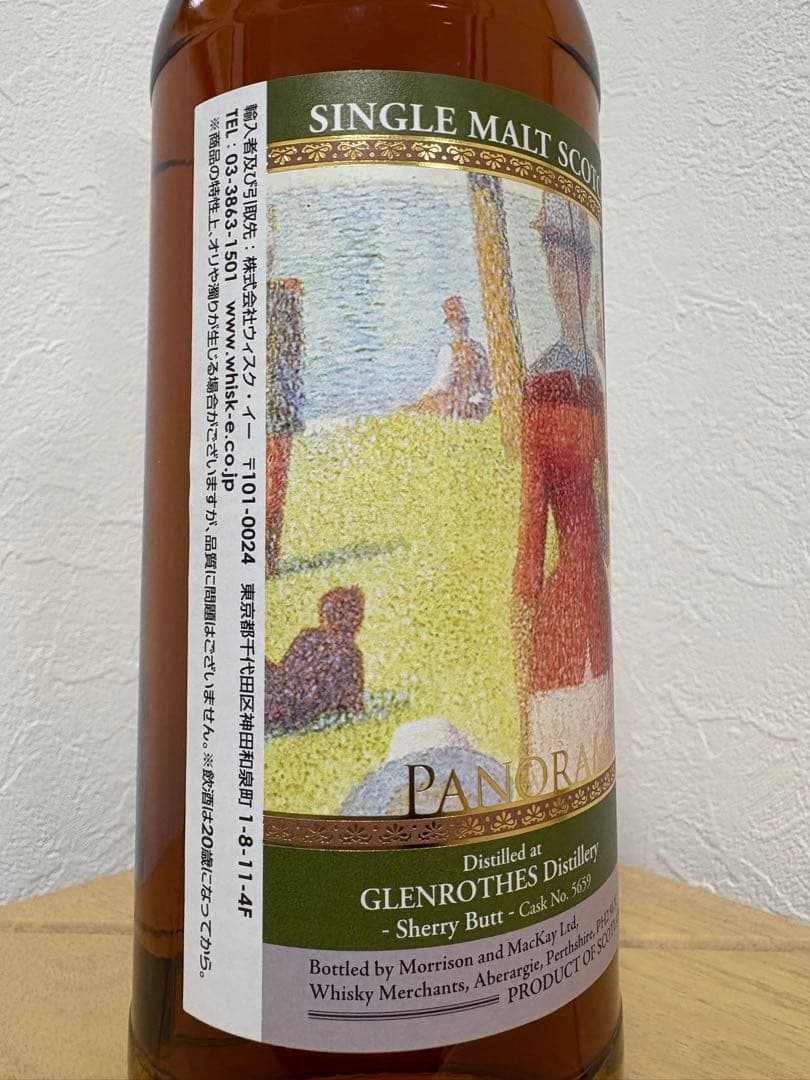 輸入者及び引取先：株式会社ウィスク・イー 〒101-0024 東京都千代田区神田和泉町 1-8-11-4F
TEL：03-3863-1501 www.whisk-e.co.jp
※商品の特性上、オリや濁りが生じる場合がございますが、品質に問題はございません。※飲酒は20歳になってから。
SINGLE MALT
PANORA
Distilled at
GLENROTHES Distillery
- Sherry Butt - Cask No. 5659
Bottled by Morrison and MacKay Ltd,
Whisky Merchants, Aberargie, Perthshire,
PRODUCT OF